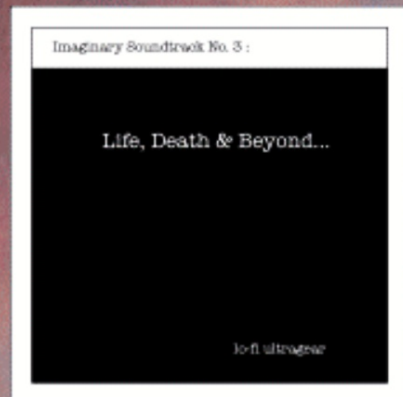 Imaginary Soundtrack No. 3 :
Life, Death & Beyond...
lo-fi ultragear